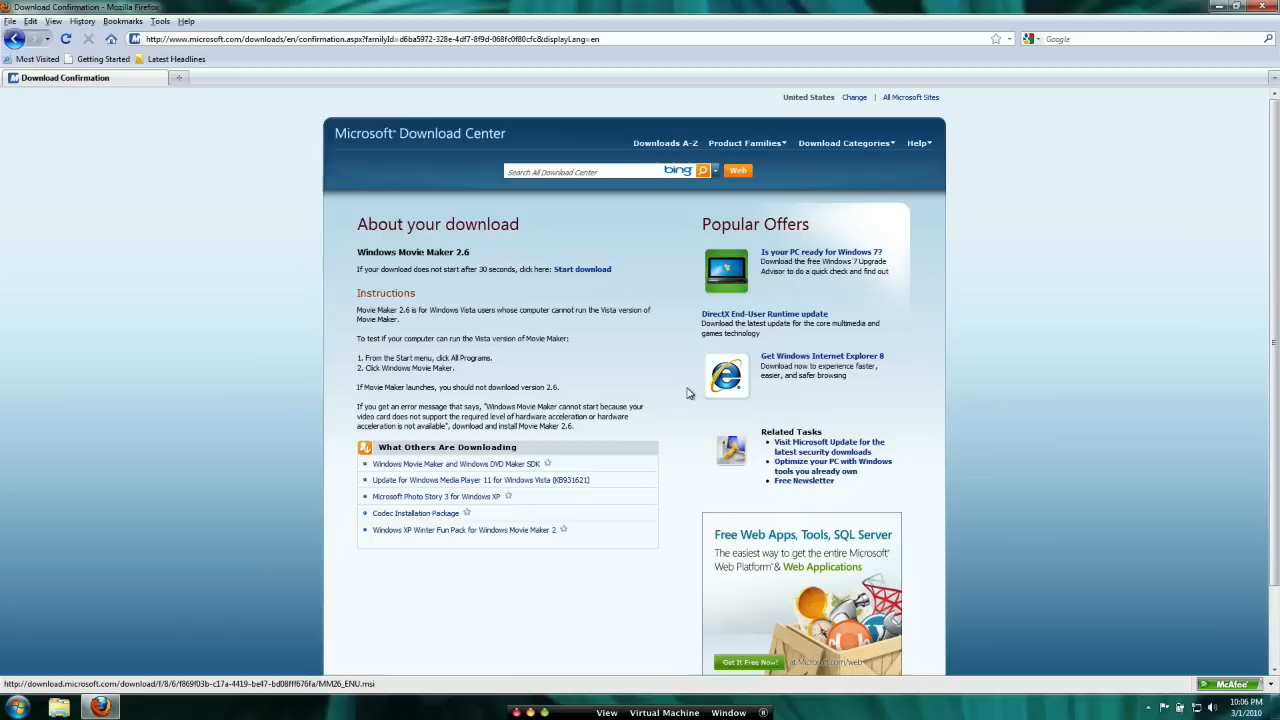 Download Confirmation - Mozilla Firefox
File Edit View History Bookmarks Tools Help
http://www.microsoft.com/downloads/en/confirmation.aspx?familyId=d6ba5972-328e-4df7-8f9d-068fc0f80cfc&displayLang=en
Google
Most Visited Getting Started Latest Headlines
Download Confirmation
United States Change | All Microsoft Sites
Microsoft® Download Center
Downloads A-Z Product Families Download Categories Help
Search All Download Center bing Web
About your download
Windows Movie Maker 2.6
If your download does not start after 30 seconds, click here: Start download
Instructions
Movie Maker 2.6 is for Windows Vista users whose computer cannot run the Vista version of
Movie Maker.
To test if your computer can run the Vista version of Movie Maker:
1. From the Start menu, click All Programs.
2. Click Windows Movie Maker.
If Movie Maker launches, you should not download version 2.6.
If you get an error message that says, "Windows Movie Maker cannot start because your
video card does not support the required level of hardware acceleration or hardware
acceleration is not available", download and install Movie Maker 2.6.
What Others Are Downloading
Windows Movie Maker and Windows DVD Maker SDK
Update for Windows Media Player 11 for Windows Vista (KB931621)
Microsoft Photo Story 3 for Windows XP
Codec Installation Package
Windows XP Winter Fun Pack for Windows Movie Maker 2
Popular Offers
Is your PC ready for Windows 7?
Download the free Windows 7 Upgrade
Advisor to do a quick check and find out
DirectX End-User Runtime update
Download the latest update for the core multimedia and
games technology
Get Windows Internet Explorer 8
Download now to experience faster,
easier, and safer browsing
Related Tasks
Visit Microsoft Update for the
latest security downloads
Optimize your PC with Windows
tools you already own
Free Newsletter
Free Web Apps, Tools, SQL Server
The easiest way to get the entire Microsoft®
Web Platform & Web Applications
Get It Free Now! at Microsoft.com/web
http://download.microsoft.com/download/f/8/6/f869f03b-c17a-4419-be47-bd08fff676fa/MM26_ENU.msi
McAfee
View Virtual Machine Window
10:06 PM
3/1/2010